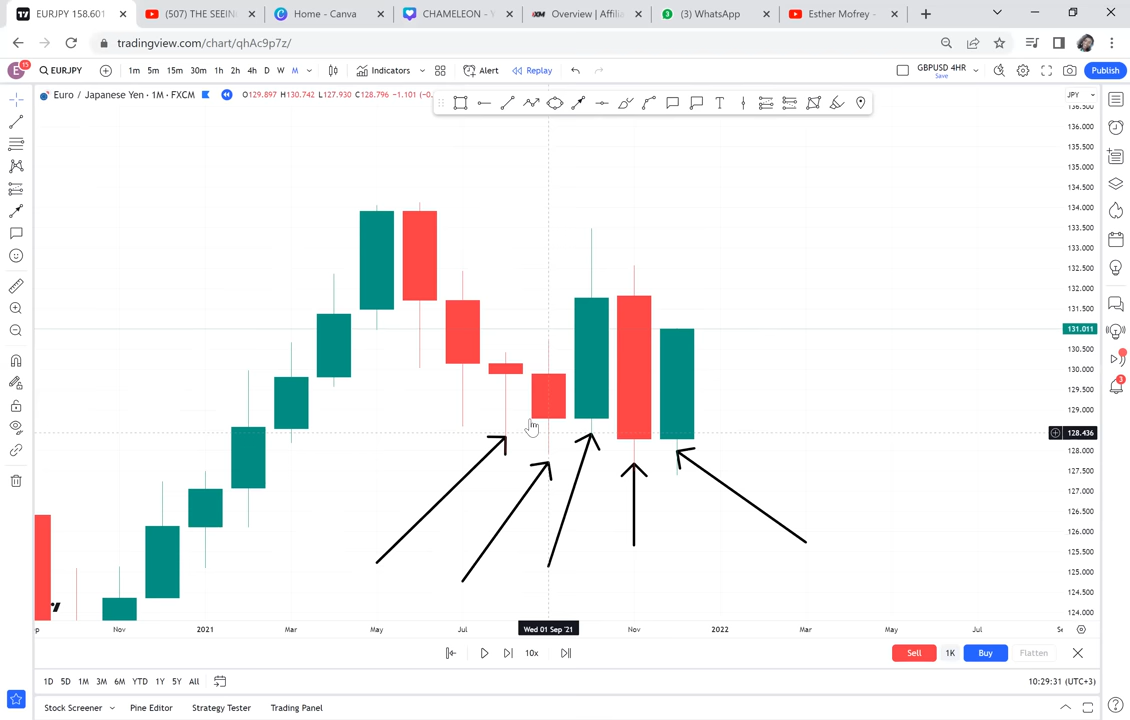 EURJPY 158.601
(507) THE SEEIN
Home - Canva
CHAMELEON - Y
Overview | Affilia
(3) WhatsApp
Esther Mofrey -
tradingview.com/chart/qhAc9p7z/
E 15 EURJPY 1m 5m 15m 30m 1h 2h 4h D W M Indicators Alert Replay GBPUSD 4HR Save Publish
Euro / Japanese Yen · 1M · FXCM O129.897 H130.742 L127.930 C128.796 -1.101 (-0. JPY
136.500
136.000
135.500
135.000
134.500
134.000
133.500
133.000
132.500
132.000
131.500
131.011
130.500
130.000
129.500
129.000
128.436
127.500
127.000
126.500
126.000
125.500
125.000
124.500
124.000
3
p Nov 2021 Mar May Jul Wed 01 Sep '21 Nov 2022 Mar May Jul Se
10x Sell 1K Buy Flatten
1D 5D 1M 3M 6M YTD 1Y 5Y All 10:29:31 (UTC+3)
Stock Screener Pine Editor Strategy Tester Trading Panel